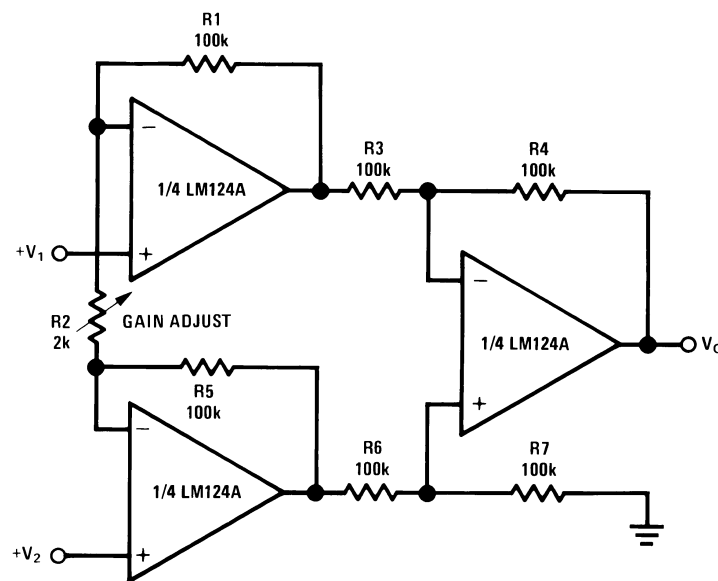 R1
100k
−
1/4 LM124A
+V1
+
R3
100k
R4
100k
R2
2k
GAIN ADJUST
−
1/4 LM124A
+
VO
R5
100k
−
1/4 LM124A
+V2
+
R6
100k
R7
100k